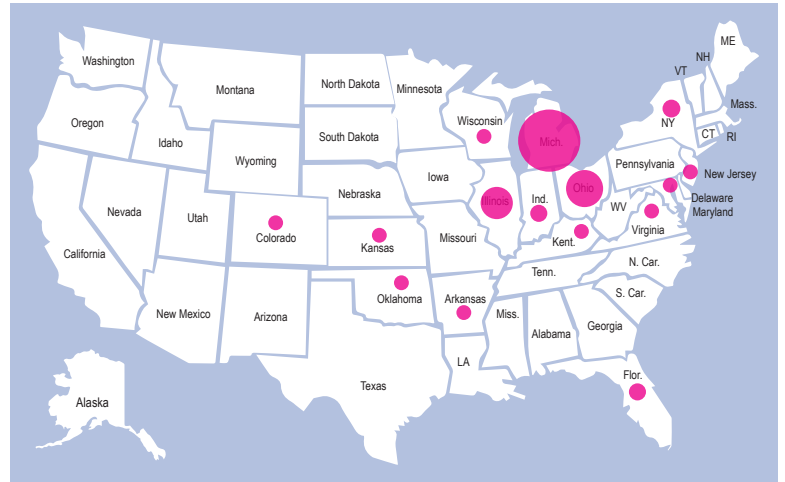 ME
Washington
NH
VT
Montana
North Dakota
Minnesota
Mass.
Oregon
Wisconsin
NY
South Dakota
CT
RI
Idaho
Mich.
Wyoming
Pennsylvania
New Jersey
Iowa
Nebraska
Ohio
Delaware
Illinois
Ind.
WV
Maryland
Nevada
Utah
Virginia
Colorado
Kansas
Missouri
Kent.
California
N. Car.
Tenn.
S. Car.
Oklahoma
Arkansas
New Mexico
Arizona
Miss.
Georgia
Alabama
LA
Flor.
Texas
Alaska